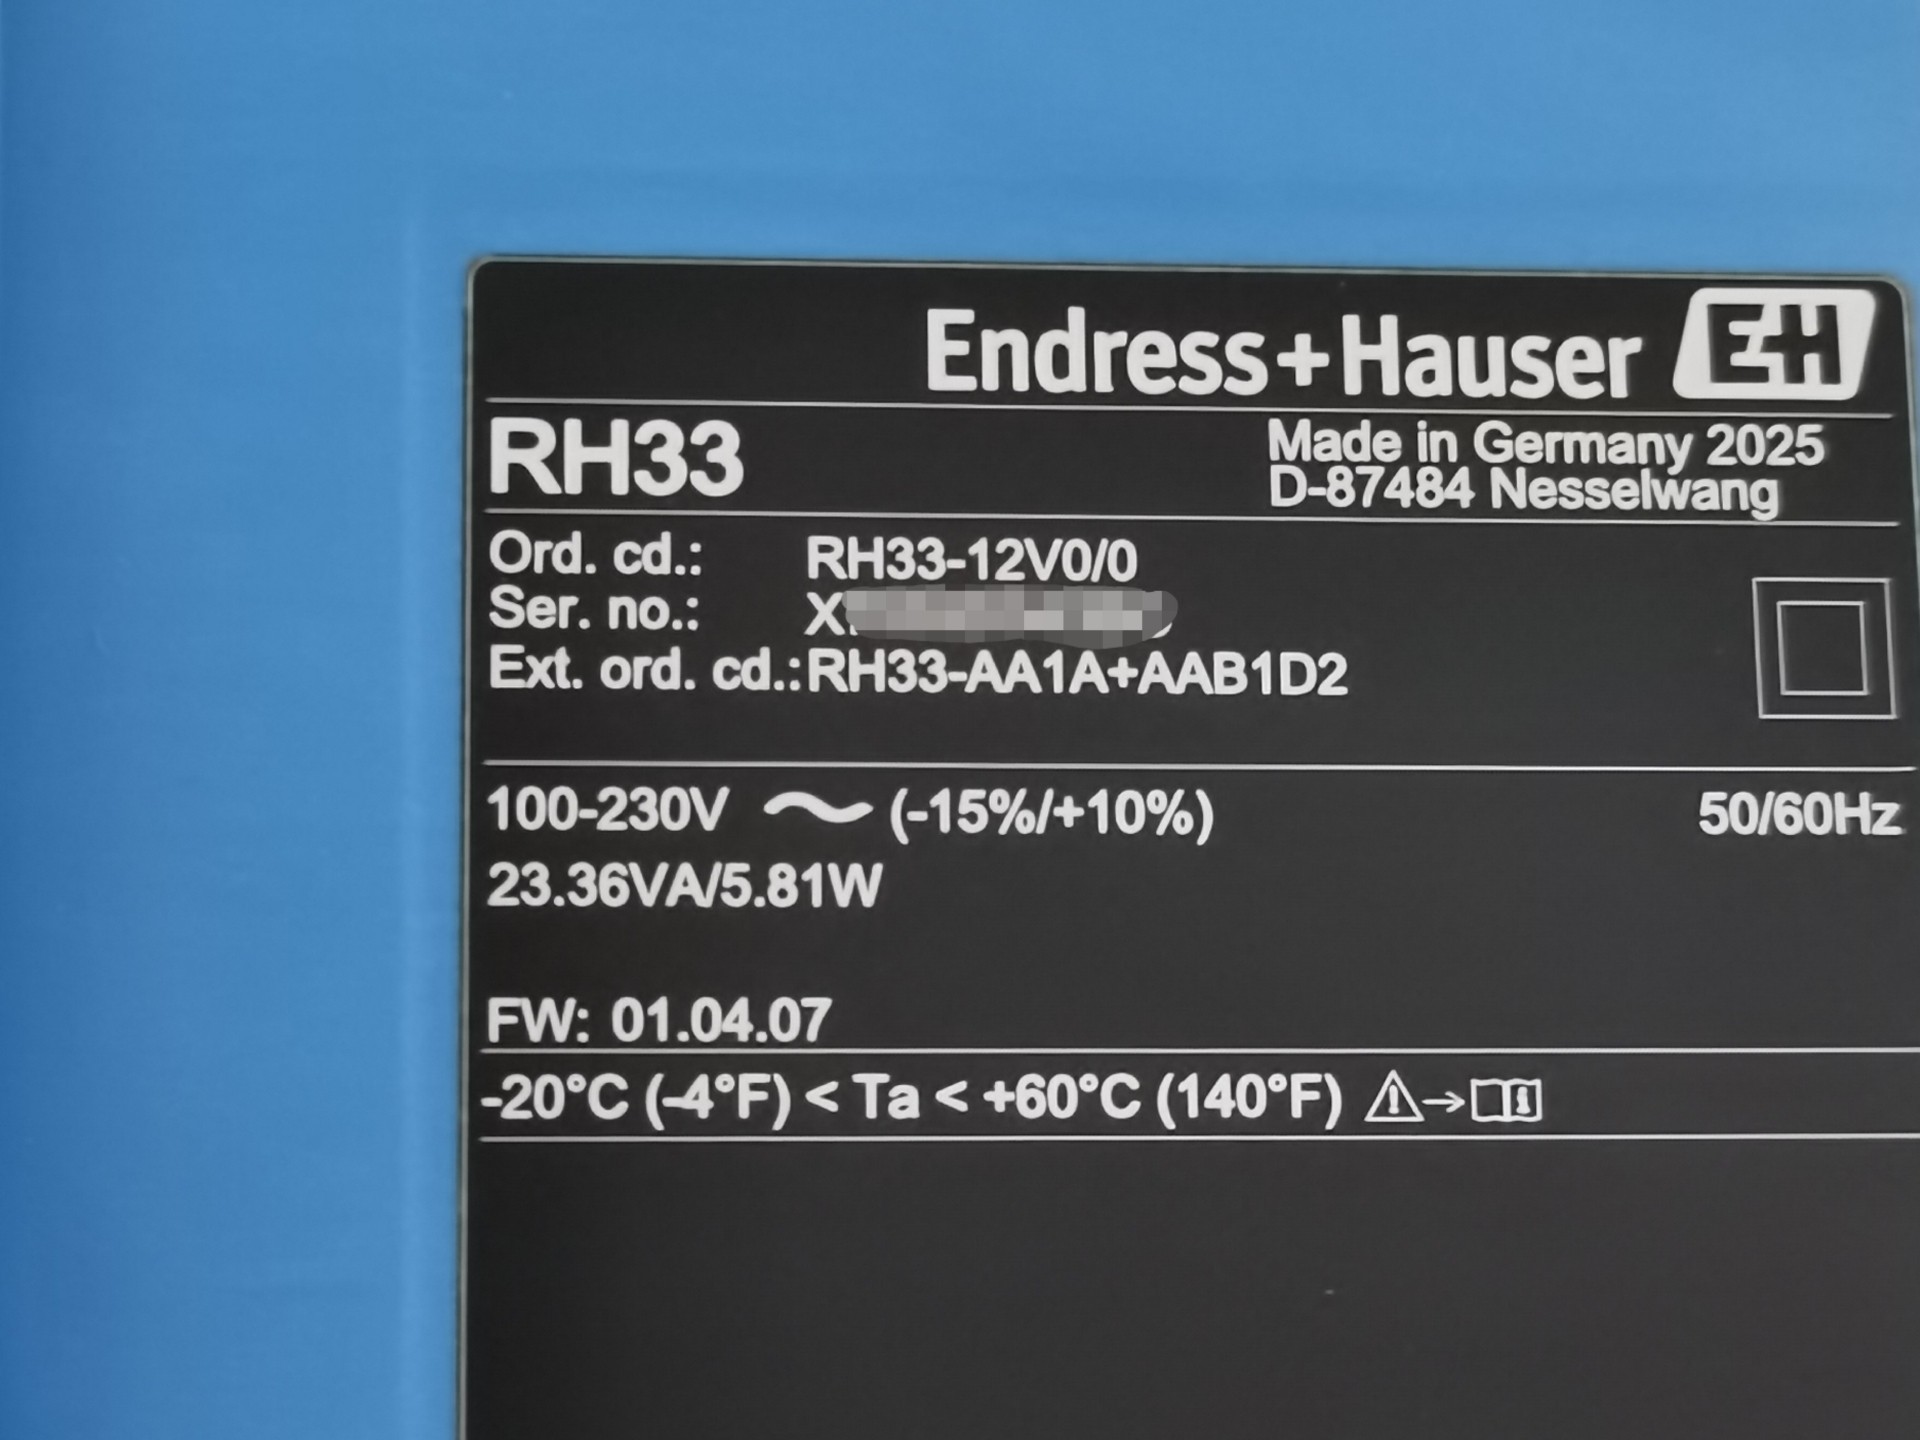 Endress+Hauser EH
RH33
Made in Germany 2025
D-87484 Nesselwang
Ord. cd.: RH33-12V0/0
Ser. no.:
Ext. ord. cd.:RH33-AA1A+AAB1D2
100-230V ~ (-15%/+10%) 50/60Hz
23.36VA/5.81W
FW: 01.04.07
-20°C (-4°F) < Ta < +60°C (140°F) ⚠→